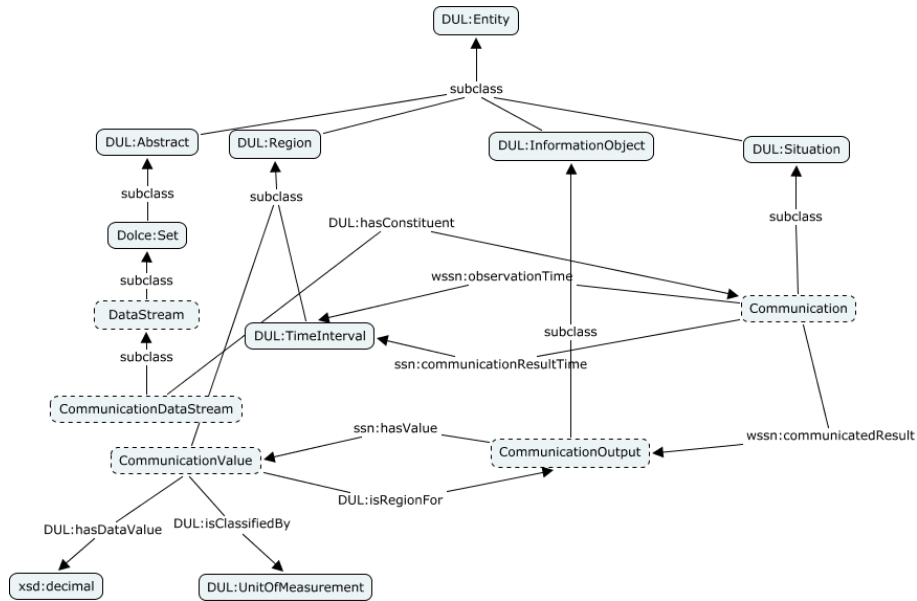 DUL:Entity
subclass
DUL:Abstract
DUL:Region
DUL:InformationObject
DUL:Situation
subclass
subclass
subclass
DUL:hasConstituent
Dolce:Set
wssn:observationTime
subclass
DataStream
Communication
DUL:TimeInterval
subclass
subclass
ssn:communicationResultTime
CommunicationDataStream
ssn:hasValue
wssn:communicatedResult
CommunicationValue
CommunicationOutput
DUL:isRegionFor
DUL:hasDataValue
DUL:isClassifiedBy
xsd:decimal
DUL:UnitOfMeasurement